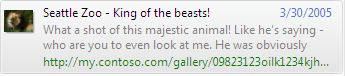 Seattle Zoo - King of the beasts! 3/30/2005
What a shot of this majestic animal! Like he's saying -
who are you to even look at me. He was obviously
http://my.contoso.com/gallery/09823123oilk1234kjh...